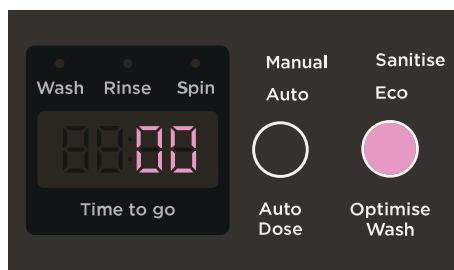 Manual Sanitise
Wash Rinse Spin
Auto Eco
00
Time to go
Auto Dose
Optimise Wash